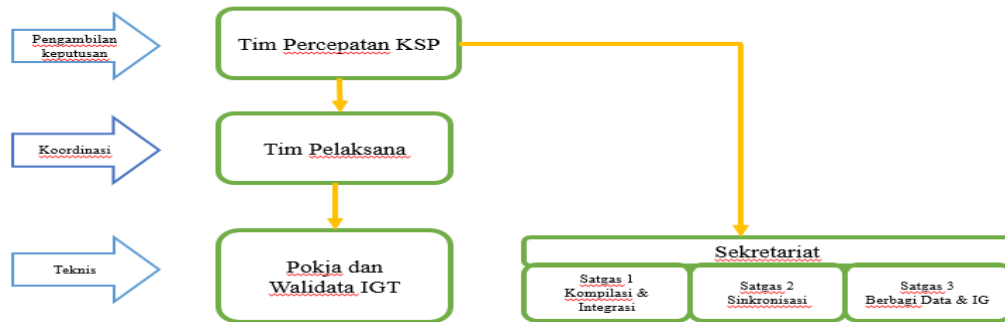 Pengambilan
keputusan
Tim Percepatan KSP
Koordinasi
Tim Pelaksana
Teknis
Pokja dan
Walidata IGT
Sekretariat
Satgas 1
Kompilasi &
Integrasi
Satgas 2
Sinkronisasi
Satgas 3
Berbagi Data & IG